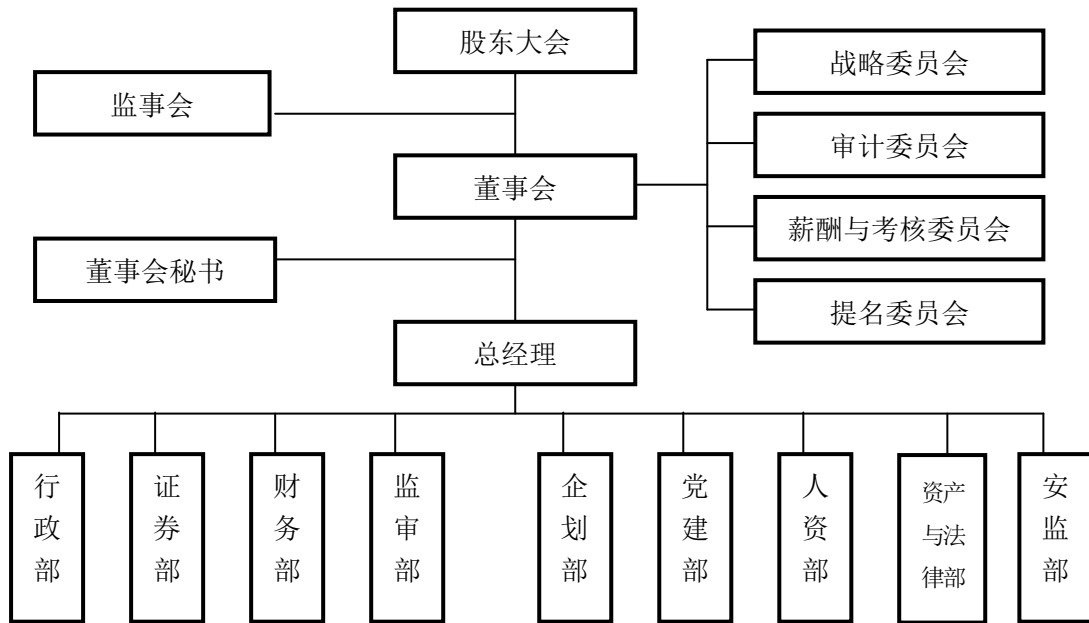 股东大会
战略委员会
监事会
审计委员会
董事会
薪酬与考核委员会
董事会秘书
提名委员会
总经理
行政部
证券部
财务部
监审部
企划部
党建部
人资部
资产
与法
律部
安监部